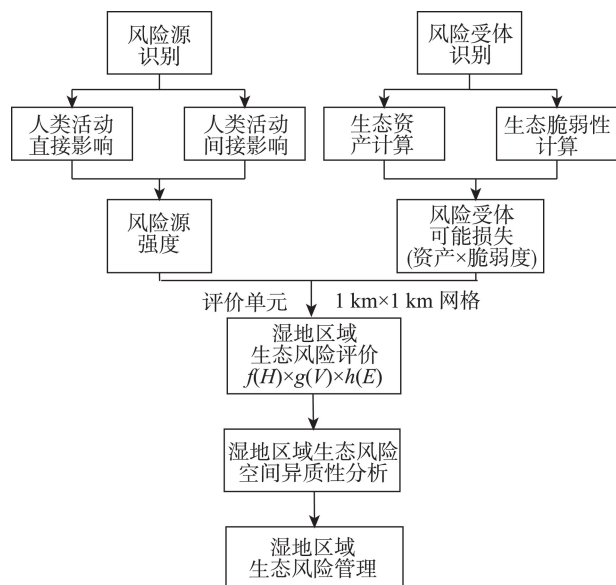 风险源
识别
风险受体
识别
人类活动
直接影响
人类活动
间接影响
生态资
产计算
生态脆弱性
计算
风险源
强度
风险受体
可能损失
(资产×脆弱度)
评价单元
1 km×1 km 网格
湿地区域
生态风险评价
f(H)×g(V)×h(E)
湿地区域生态风险
空间异质性分析
湿地区域
生态风险管理